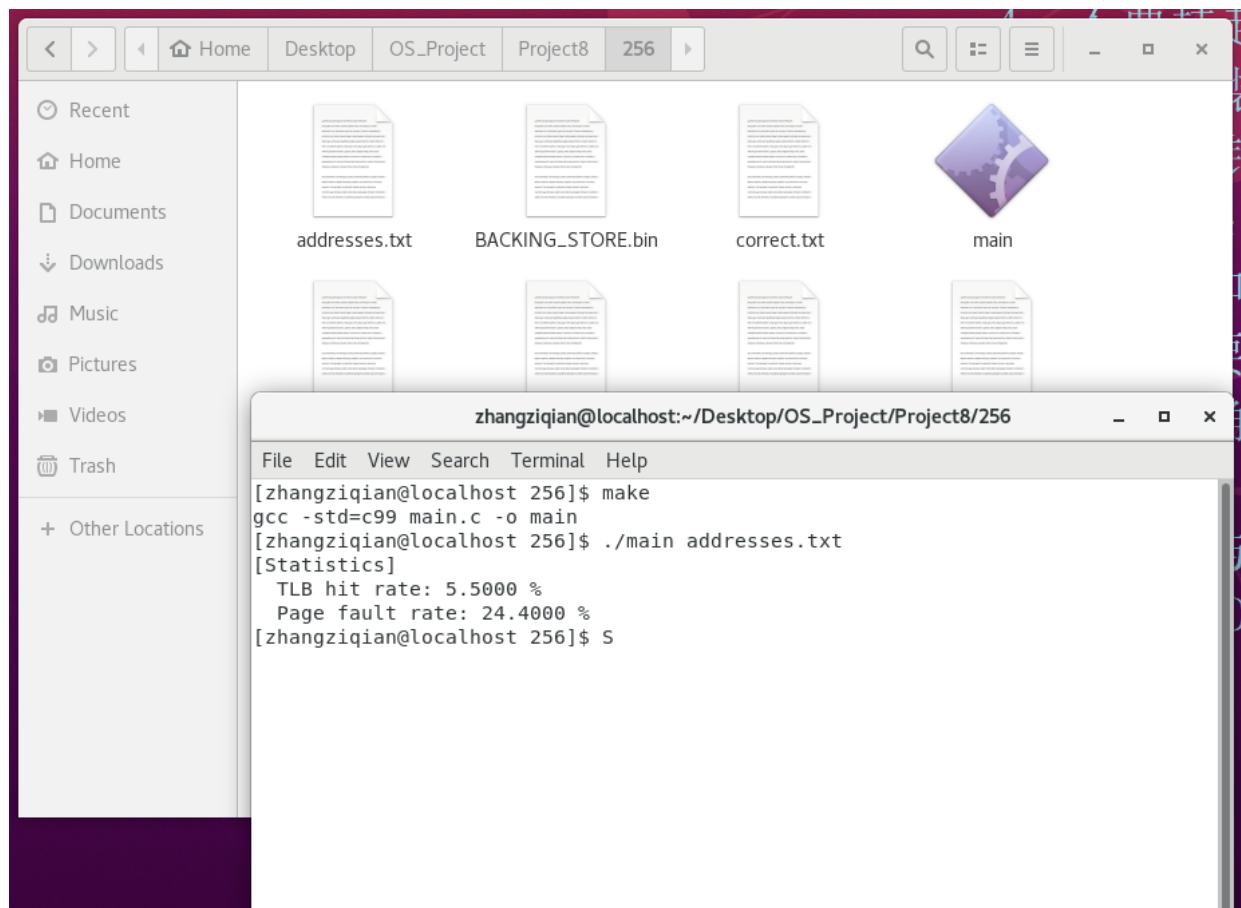 Home Desktop OS_Project Project8 256
Recent
Home
Documents
Downloads
Music
Pictures
Videos
Trash
Other Locations
addresses.txt BACKING_STORE.bin correct.txt main
zhangziqian@localhost:~/Desktop/OS_Project/Project8/256
File Edit View Search Terminal Help
[zhangziqian@localhost 256]$ make
gcc -std=c99 main.c -o main
[zhangziqian@localhost 256]$ ./main addresses.txt
[Statistics]
TLB hit rate: 5.5000 %
Page fault rate: 24.4000 %
[zhangziqian@localhost 256]$ S